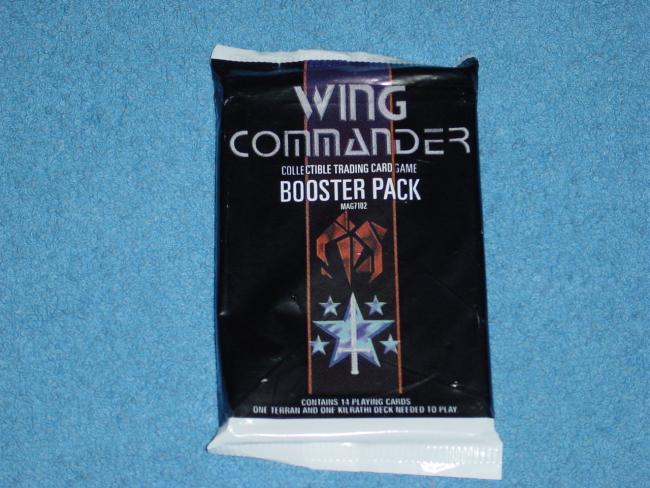 WING
COMMANDER
COLLECTIBLE TRADING CARD GAME
BOOSTER PACK
MAG7102
CONTAINS 14 PLAYING CARDS
ONE TERRAN AND ONE KILRATHI DECK NEEDED TO PLAY